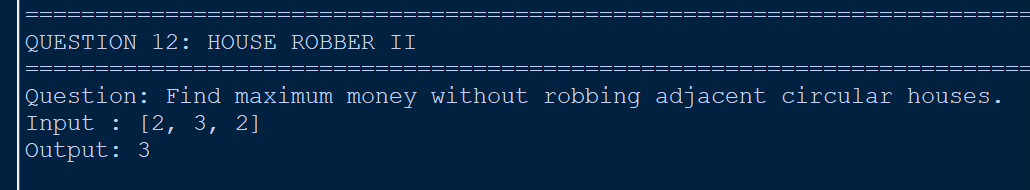 ========================================================================
QUESTION 12: HOUSE ROBBER II
========================================================================
Question: Find maximum money without robbing adjacent circular houses.
Input : [2, 3, 2]
Output: 3